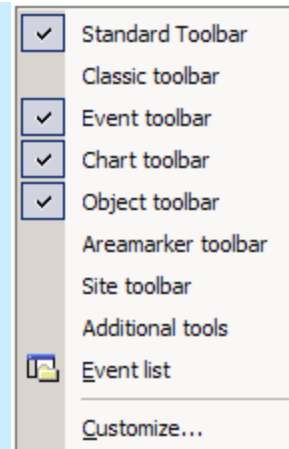 Standard Toolbar
Classic toolbar
Event toolbar
Chart toolbar
Object toolbar
Areamarker toolbar
Site toolbar
Additional tools
Event list
Customize...